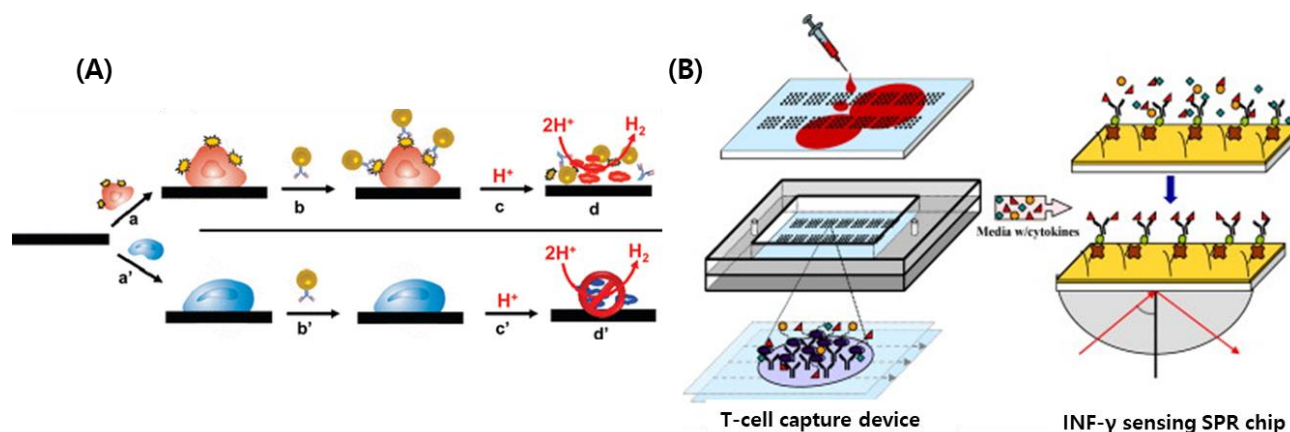 (A)
a
b
H⁺
c
2H⁺
H₂
d
a'
b'
H⁺
c'
2H⁺
H₂
d'
(B)
Media w/cytokines
T-cell capture device
INF-γ sensing SPR chip